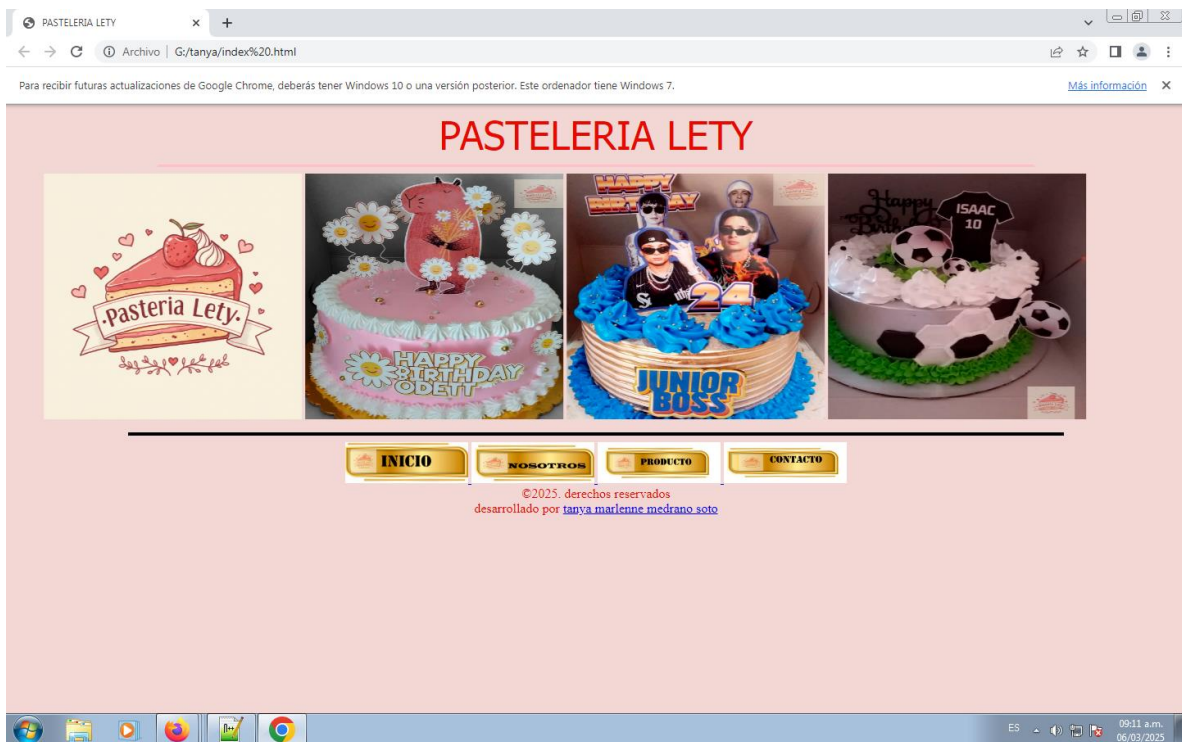 PASTELERIA LETY
Archivo | G:/tanya/index%20.html
Para recibir futuras actualizaciones de Google Chrome, deberás tener Windows 10 o una versión posterior. Este ordenador tiene Windows 7.
Más información
PASTELERIA LETY
·Pasteria Lety·
HAPPY
BIRTHDAY
ODETT
HAPPY
BIRTHDAY
24
JUNIOR
BOSS
Happy
Birth
ISAAC
10
INICIO
NOSOTROS
PRODUCTO
CONTACTO
©2025. derechos reservados
desarrollado por tanya marlenne medrano soto
ES
09:11 a.m.
06/03/2025